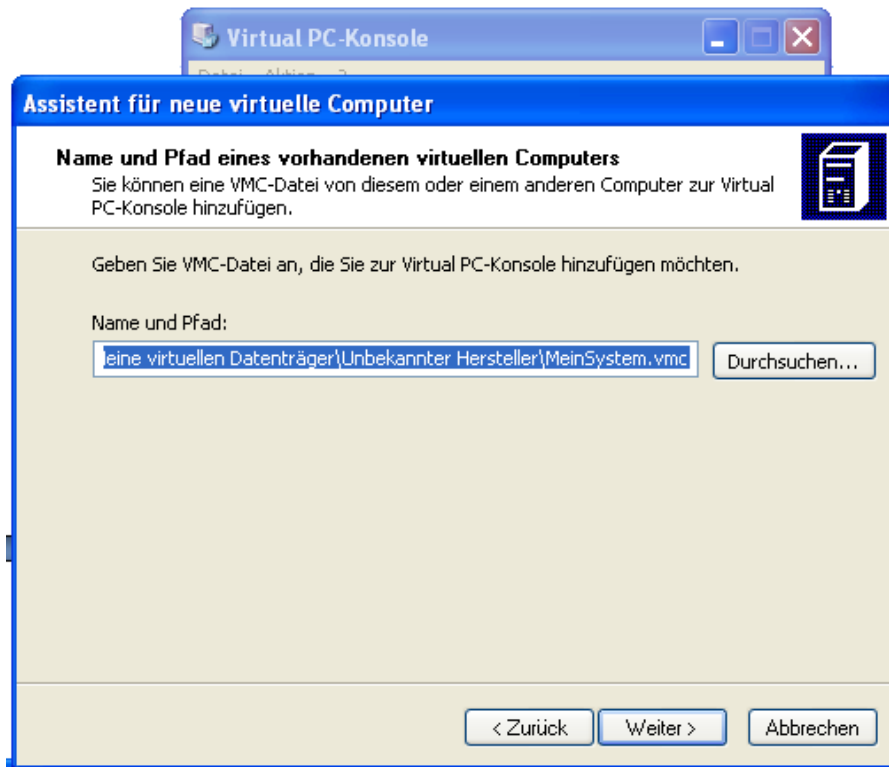 Virtual PC-Konsole
Datei Aktion ?
Assistent für neue virtuelle Computer
Name und Pfad eines vorhandenen virtuellen Computers
Sie können eine VMC-Datei von diesem oder einem anderen Computer zur Virtual
PC-Konsole hinzufügen.
Geben Sie VMC-Datei an, die Sie zur Virtual PC-Konsole hinzufügen möchten.
Name und Pfad:
eine virtuellen Datenträger\Unbekannter Hersteller\MeinSystem.vmc
Durchsuchen...
< Zurück
Weiter >
Abbrechen